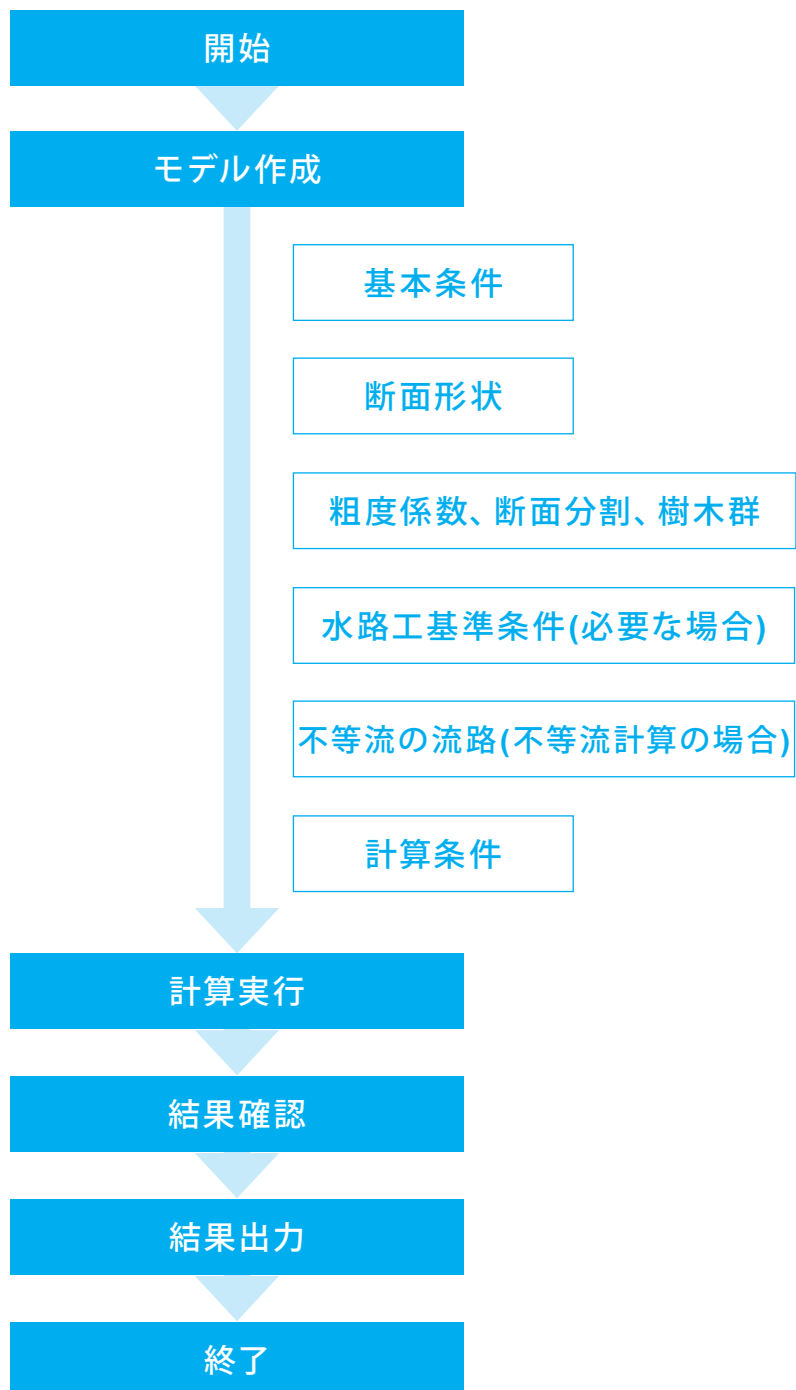 開始
モデル作成
基本条件
断面形状
粗度係数、断面分割、樹木群
水路工基準条件(必要な場合)
不等流の流路(不等流計算の場合)
計算条件
計算実行
結果確認
結果出力
終了